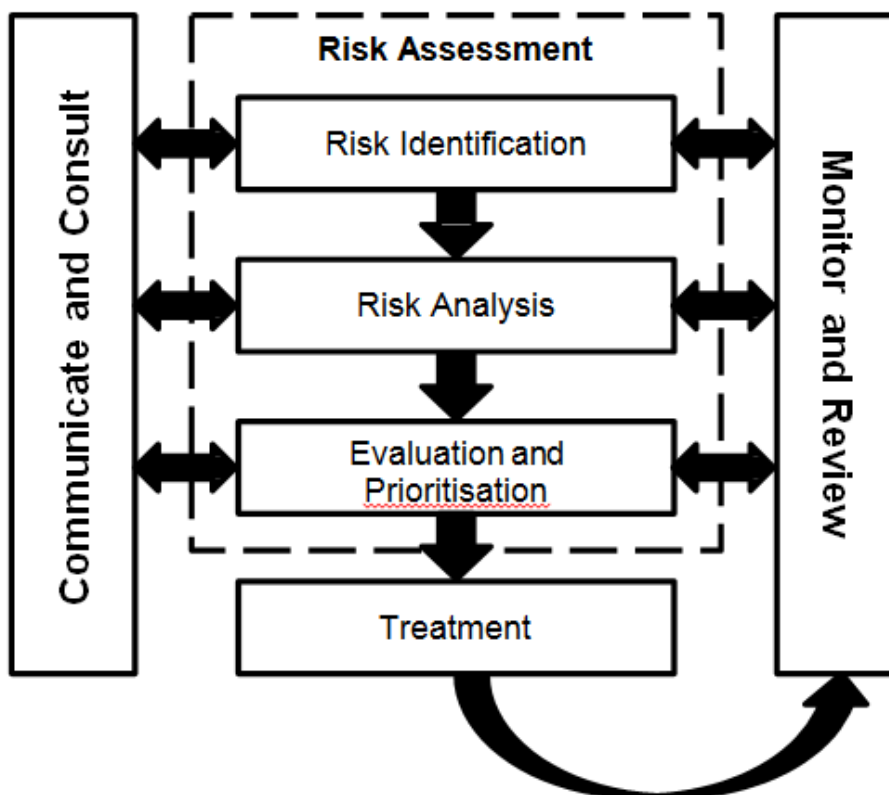 Risk Assessment
Communicate and Consult
Risk Identification
Risk Analysis
Evaluation and
Prioritisation
Treatment
Monitor and Review